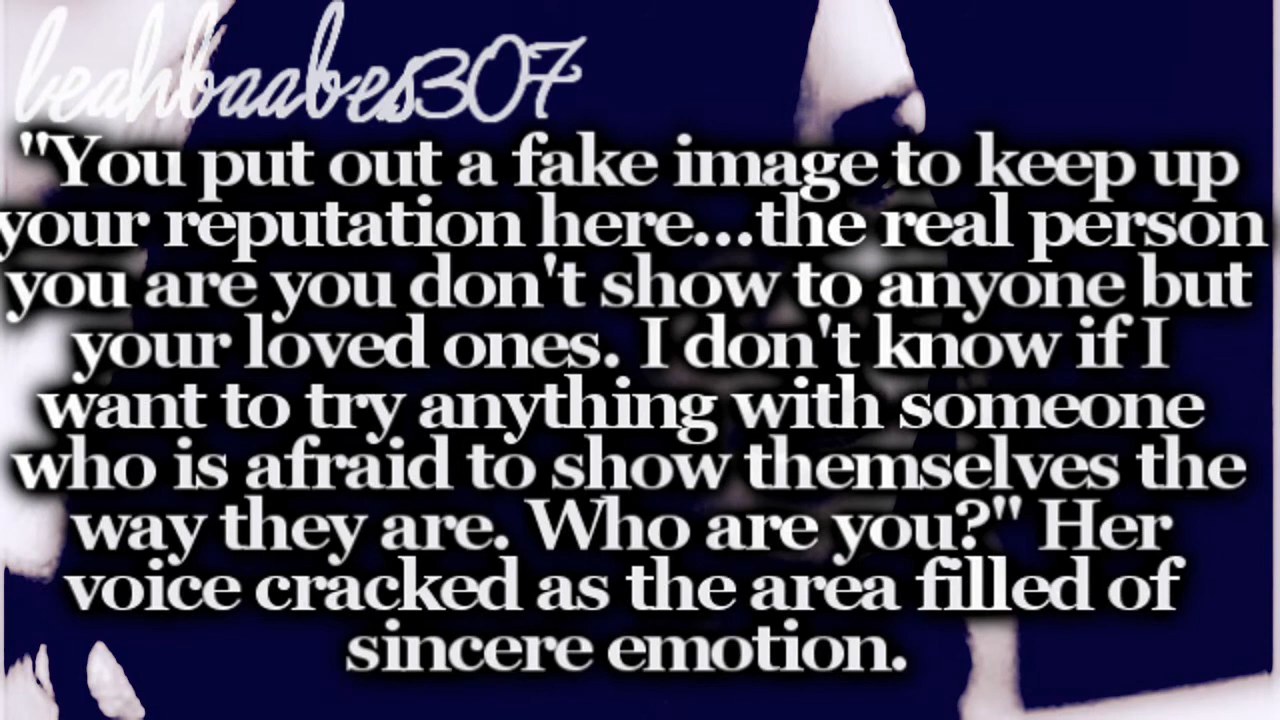 leahbaabes307
"You put out a fake image to keep up
your reputation here...the real person
you are you don't show to anyone but
your loved ones. I don't know if I
want to try anything with someone
who is afraid to show themselves the
way they are. Who are you?" Her
voice cracked as the area filled of
sincere emotion.